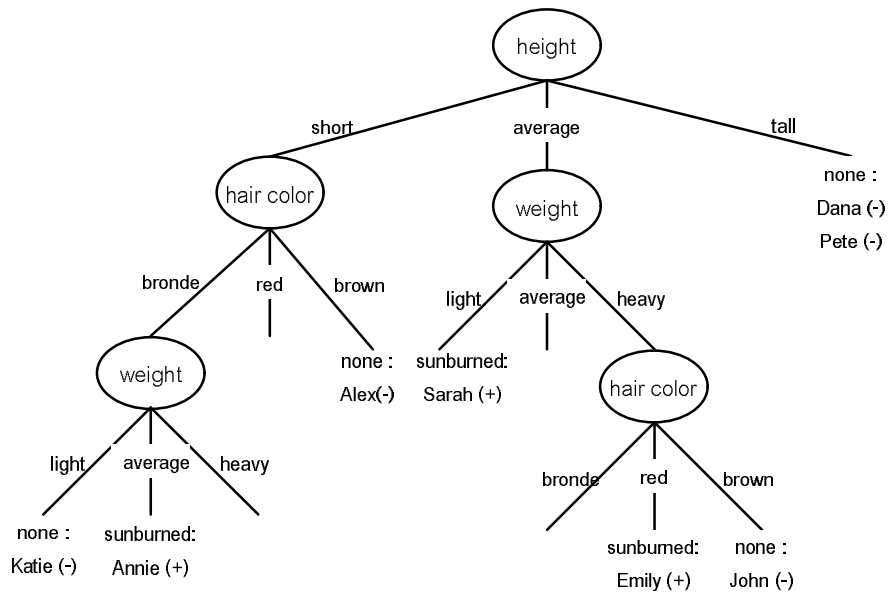 height
short
average
tall
hair color
weight
none :
Dana (-)
Pete (-)
bronde
red
brown
light
average
heavy
weight
none :
Alex(-)
sunburned:
Sarah (+)
hair color
light
average
heavy
bronde
red
brown
none :
Katie (-)
sunburned:
Annie (+)
sunburned:
Emily (+)
none :
John (-)